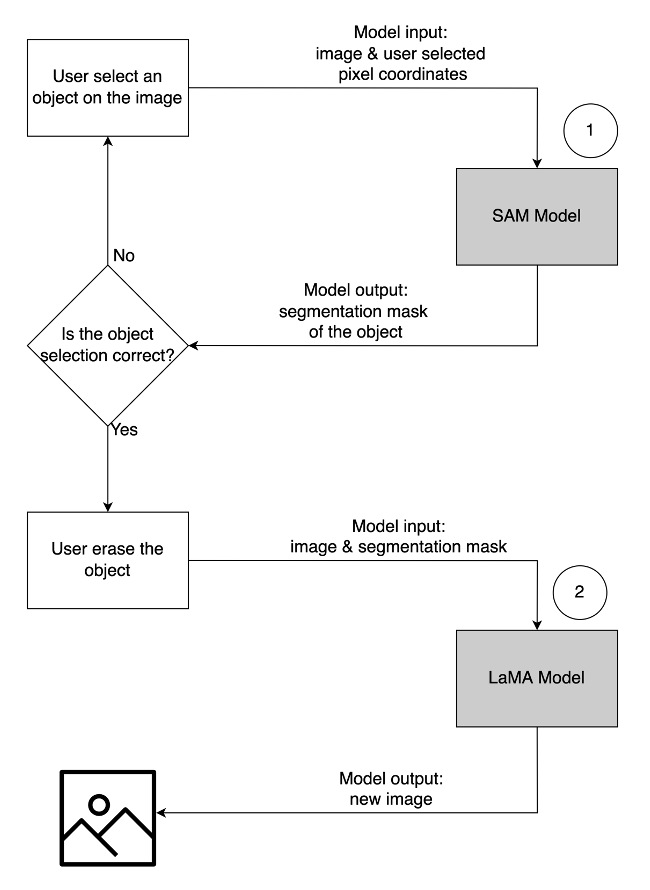 Model input:
image & user selected
pixel coordinates
User select an
object on the image
1
SAM Model
No
Model output:
segmentation mask
of the object
Is the object
selection correct?
Yes
Model input:
image & segmentation mask
User erase the
object
2
LaMA Model
Model output:
new image